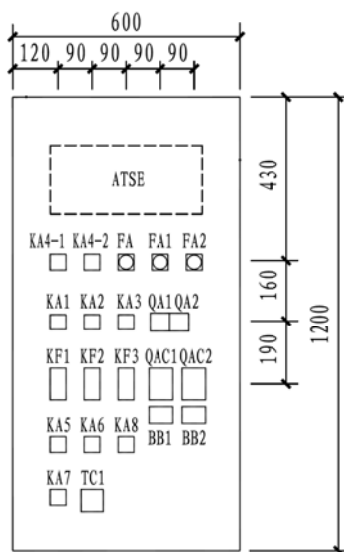 600
120 90 90 90 90
ATSE
430
KA4-1 KA4-2 FA FA1 FA2
160
KA1 KA2 KA3 QA1 QA2
1200
190
KF1 KF2 KF3 QAC1 QAC2
KA5 KA6 KA8 BB1 BB2
KA7 TC1